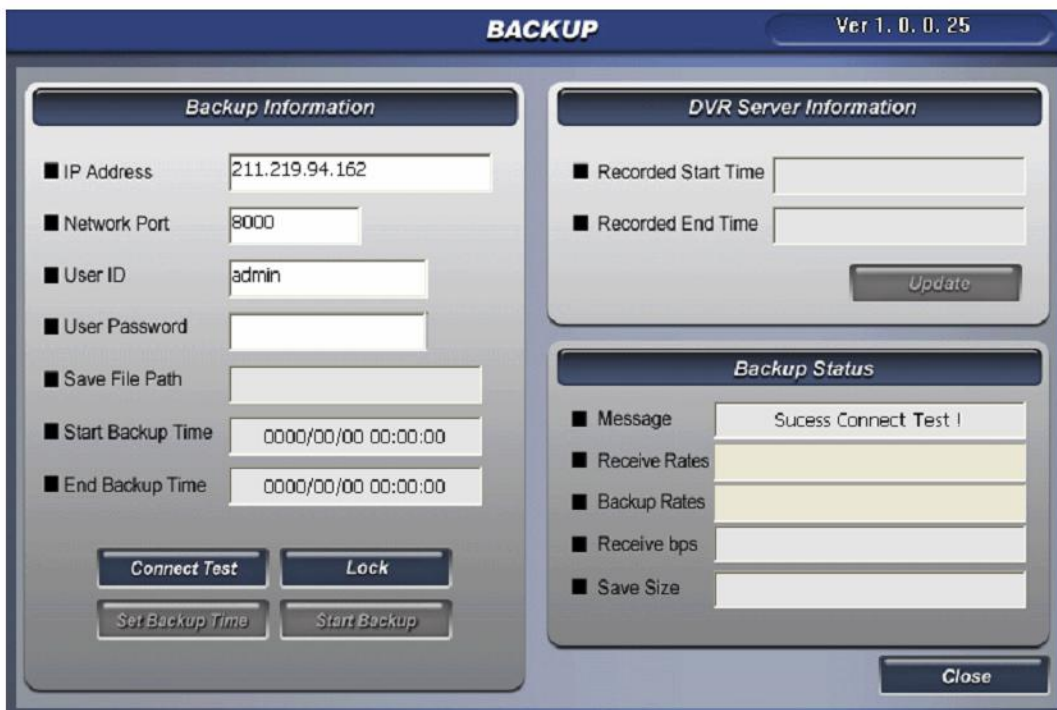 BACKUP
Ver 1. 0. 0. 25
Backup Information
IP Address 211.219.94.162
Network Port 8000
User ID admin
User Password
Save File Path
Start Backup Time 0000/00/00 00:00:00
End Backup Time 0000/00/00 00:00:00
Connect Test Lock
Set Backup Time Start Backup
DVR Server Information
Recorded Start Time
Recorded End Time
Update
Backup Status
Message Sucess Connect Test !
Receive Rates
Backup Rates
Receive bps
Save Size
Close